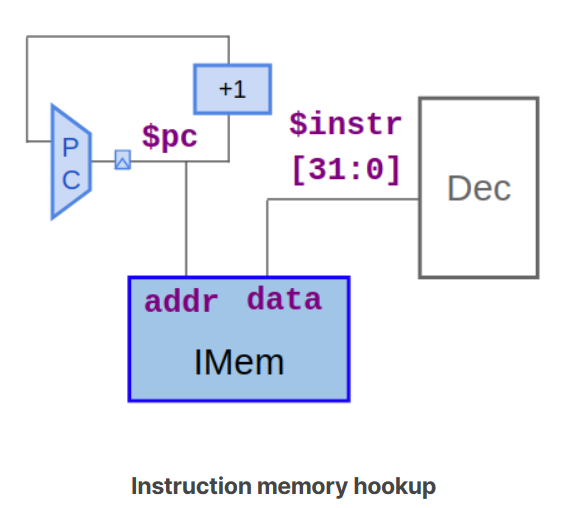 +1
P
C
$pc
$instr
[31:0]
Dec
addr data
IMem
Instruction memory hookup